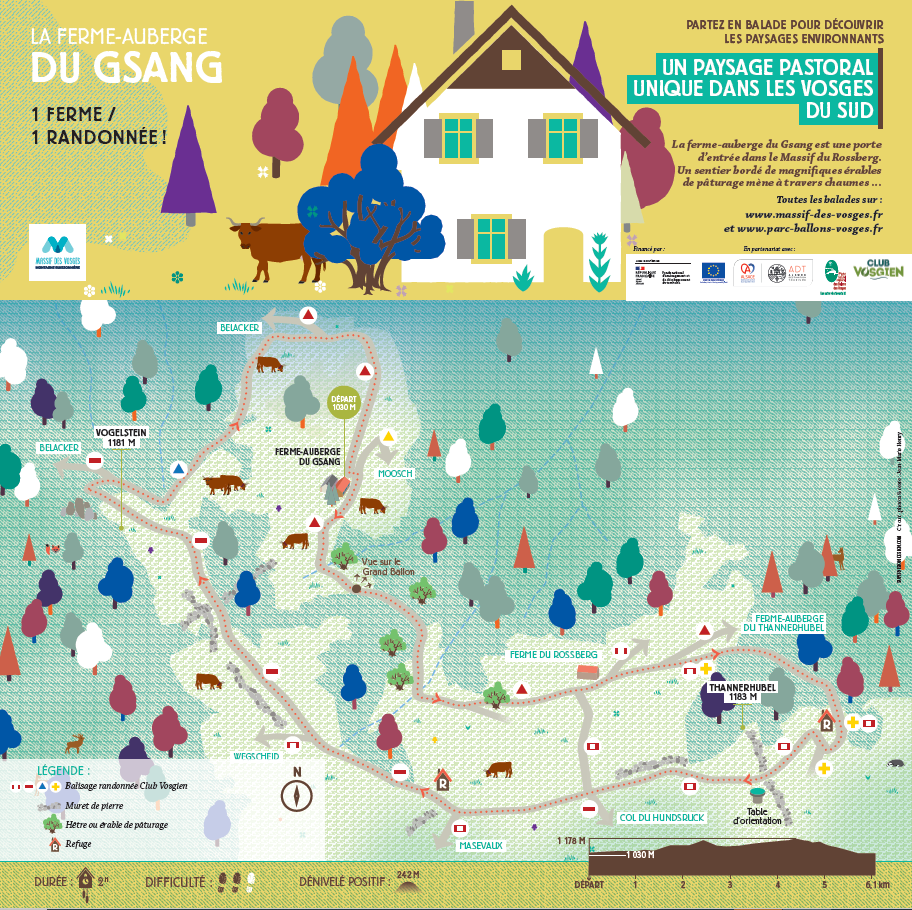 LA FERME-AUBERGE
DU GSANG
1 FERME /
1 RANDONNÉE !
PARTEZ EN BALADE POUR DÉCOUVRIR
LES PAYSAGES ENVIRONNANTS
UN PAYSAGE PASTORAL
UNIQUE DANS LES VOSGES
DU SUD
La ferme-auberge du Gsang est une porte
d'entrée dans le Massif du Rossberg.
Un sentier bordé de magnifiques érables
de pâturage mène à travers chaumes ...
Toutes les balades sur :
www.massif-des-vosges.fr
et www.parc-ballons-vosges.fr
MASSIF DES VOSGES
Financé par :
En partenariat avec :
ADT
CLUB
VOSGIEN
BELACKER
DÉPART
1030 M
VOGELSTEIN
1181 M
BELACKER
FERME-AUBERGE
DU GSANG
MOOSCH
Vue sur le
Grand Ballon
FERME-AUBERGE
DU THANNERHUBEL
FERME DU ROSSBERG
THANNERHUBEL
1183 M
R
WEGSCHEID
R
Table
d'orientation
COL DU HUNDSRUCK
MASEVAUX
N
LÉGENDE :
Balisage randonnée Club Vosgien
Muret de pierre
Hêtre ou érable de pâturage
R
Refuge
1 178 M
1 030 M
DÉPART 1 2 3 4 5 6,1 km
DURÉE : 2H
DIFFICULTÉ :
DÉNIVELÉ POSITIF : 242 M